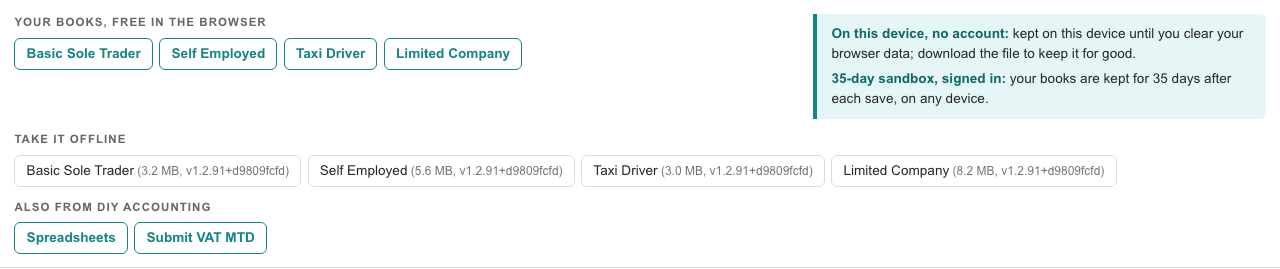 YOUR BOOKS, FREE IN THE BROWSER
Basic Sole Trader
Self Employed
Taxi Driver
Limited Company
On this device, no account: kept on this device until you clear your
browser data; download the file to keep it for good.
35-day sandbox, signed in: your books are kept for 35 days after
each save, on any device.
TAKE IT OFFLINE
Basic Sole Trader (3.2 MB, v1.2.91+d9809fcfd)
Self Employed (5.6 MB, v1.2.91+d9809fcfd)
Taxi Driver (3.0 MB, v1.2.91+d9809fcfd)
Limited Company (8.2 MB, v1.2.91+d9809fcfd)
ALSO FROM DIY ACCOUNTING
Spreadsheets
Submit VAT MTD